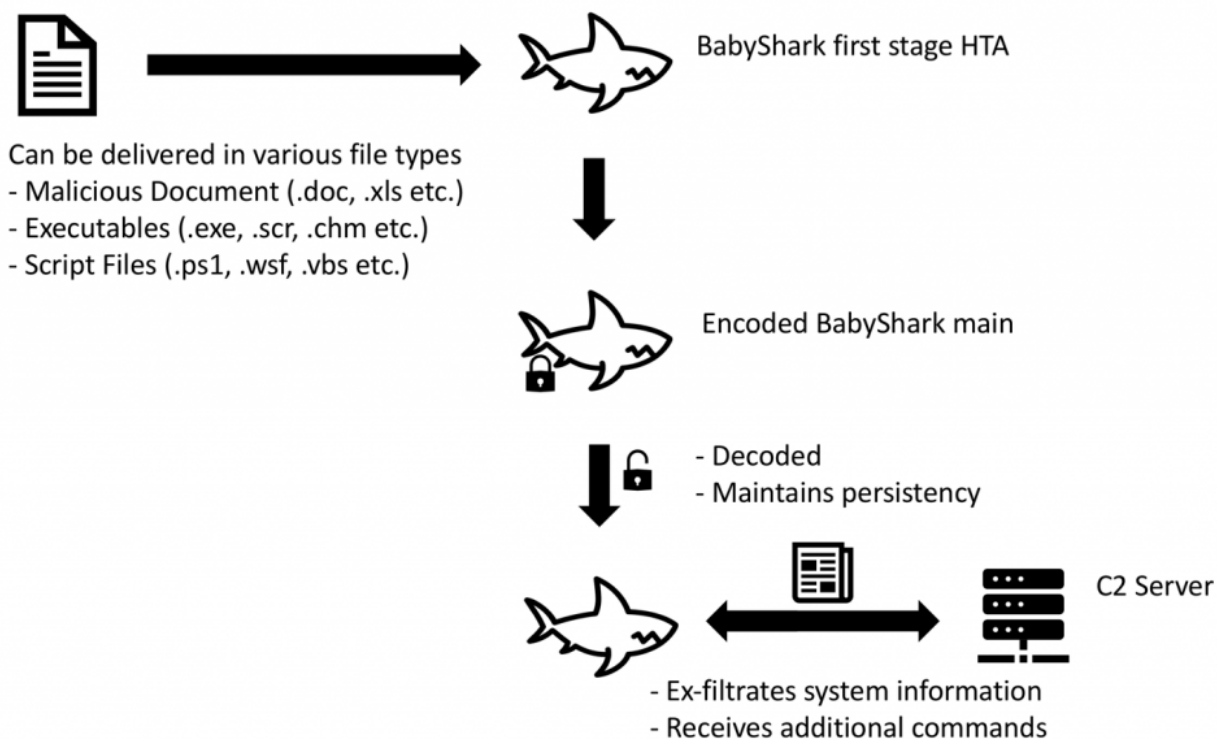 BabyShark first stage HTA
Can be delivered in various file types
- Malicious Document (.doc, .xls etc.)
- Executables (.exe, .scr, .chm etc.)
- Script Files (.ps1, .wsf, .vbs etc.)
Encoded BabyShark main
- Decoded
- Maintains persistency
C2 Server
- Ex-filtrates system information
- Receives additional commands